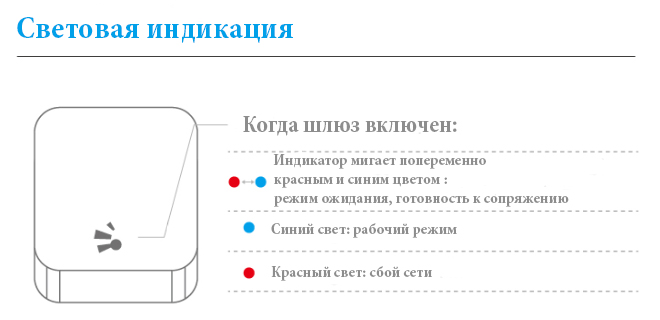 Световая индикация
Когда шлюз включен:
Индикатор мигает попеременно
красным и синим цветом :
режим ожидания, готовность к сопряжению
Синий свет: рабочий режим
Красный свет: сбой сети